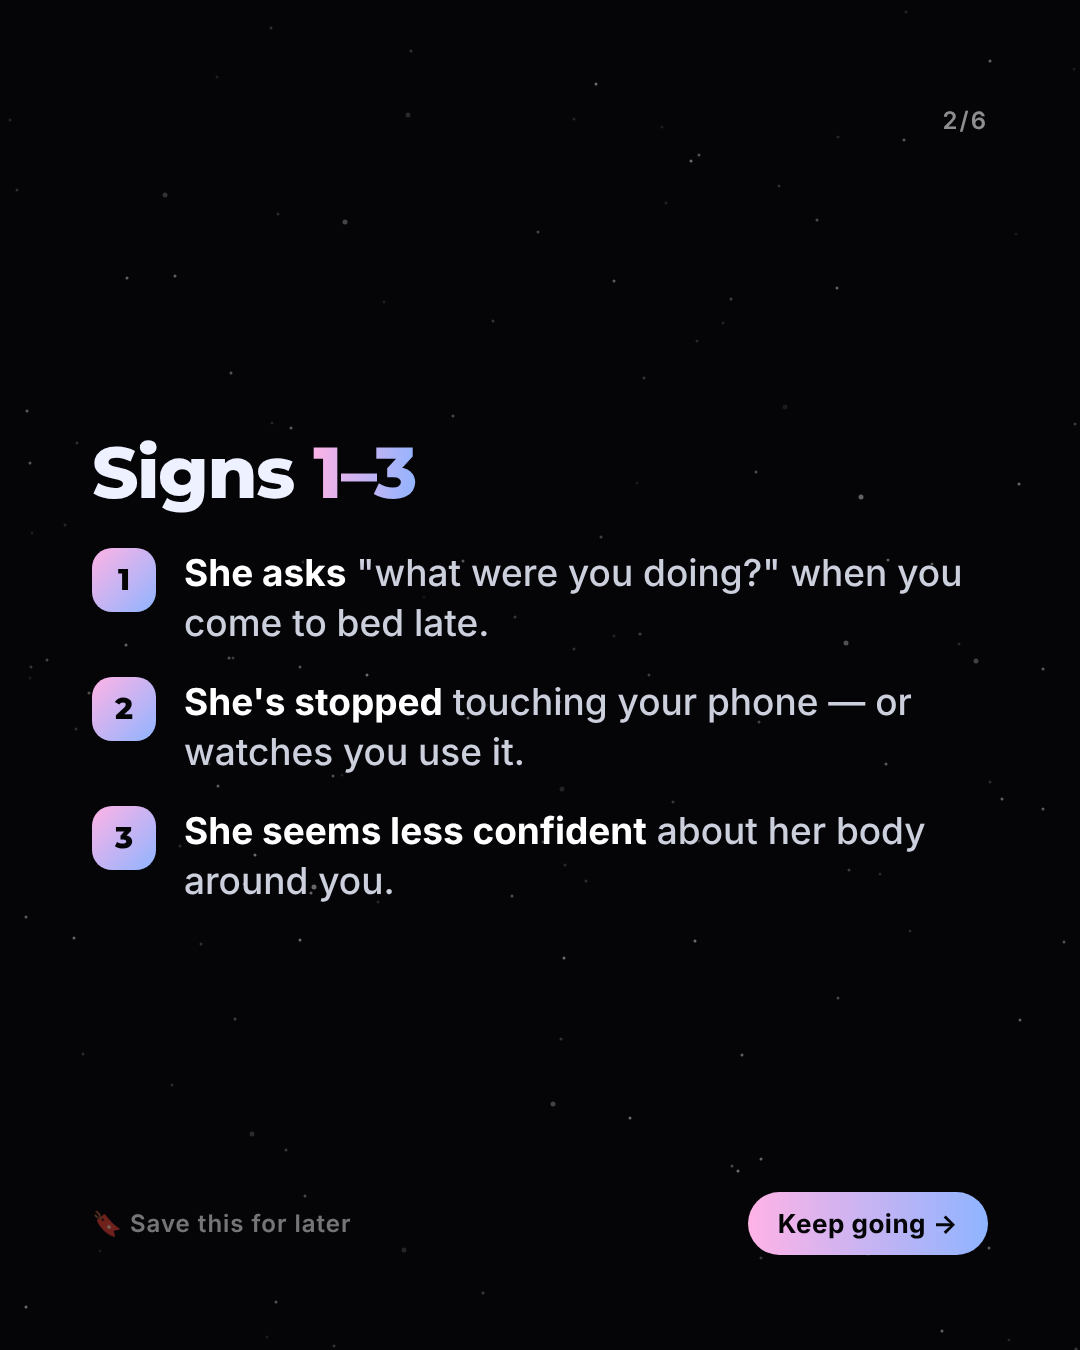 2/6
Signs 1–3
1
She asks "what were you doing?" when you
come to bed late.
2
She's stopped touching your phone — or
watches you use it.
3
She seems less confident about her body
around you.
🔖 Save this for later
Keep going →